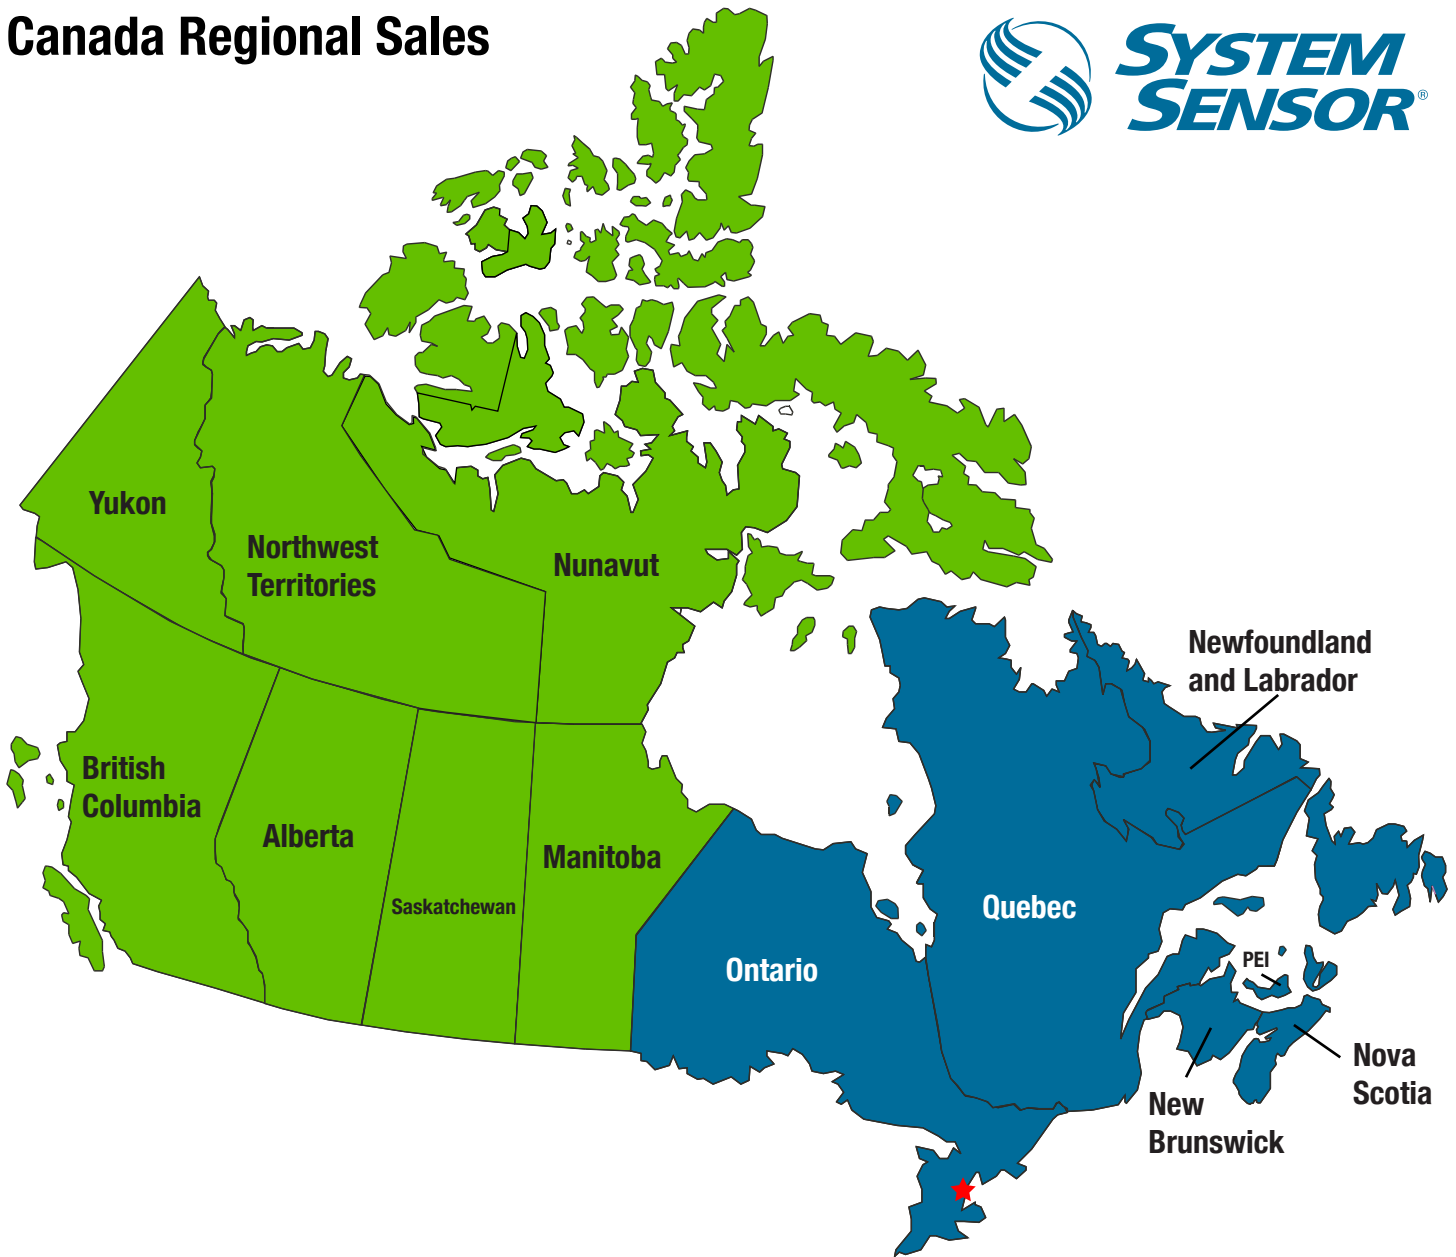 Canada Regional Sales
SYSTEM
SENSOR®
Yukon
Northwest
Territories
Nunavut
Newfoundland
and Labrador
British
Columbia
Alberta
Manitoba
Saskatchewan
Quebec
Ontario
PEI
Nova
Scotia
New
Brunswick